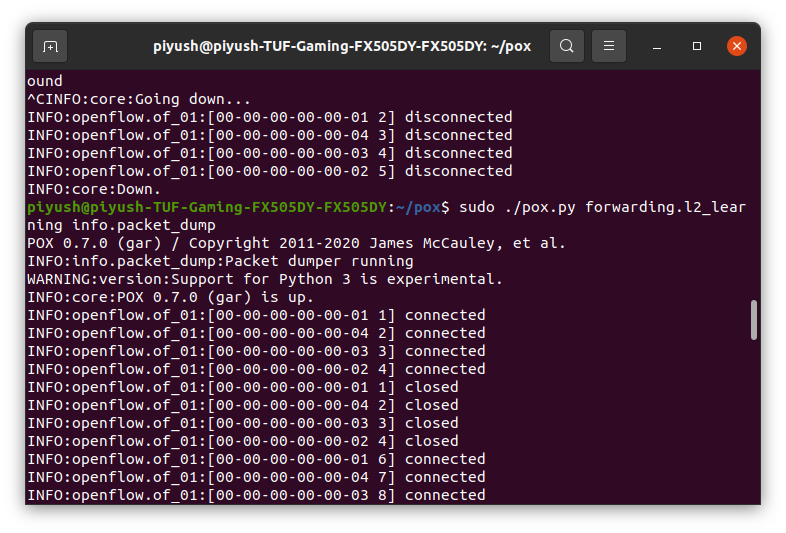 piyush@piyush-TUF-Gaming-FX505DY-FX505DY: ~/pox
ound
^CINFO:core:Going down...
INFO:openflow.of_01:[00-00-00-00-00-01 2] disconnected
INFO:openflow.of_01:[00-00-00-00-00-04 3] disconnected
INFO:openflow.of_01:[00-00-00-00-00-03 4] disconnected
INFO:openflow.of_01:[00-00-00-00-00-02 5] disconnected
INFO:core:Down.
piyush@piyush-TUF-Gaming-FX505DY-FX505DY:~/pox$ sudo ./pox.py forwarding.l2_lear
ning info.packet_dump
POX 0.7.0 (gar) / Copyright 2011-2020 James McCauley, et al.
INFO:info.packet_dump:Packet dumper running
WARNING:version:Support for Python 3 is experimental.
INFO:core:POX 0.7.0 (gar) is up.
INFO:openflow.of_01:[00-00-00-00-00-01 1] connected
INFO:openflow.of_01:[00-00-00-00-00-04 2] connected
INFO:openflow.of_01:[00-00-00-00-00-03 3] connected
INFO:openflow.of_01:[00-00-00-00-00-02 4] connected
INFO:openflow.of_01:[00-00-00-00-00-01 1] closed
INFO:openflow.of_01:[00-00-00-00-00-04 2] closed
INFO:openflow.of_01:[00-00-00-00-00-03 3] closed
INFO:openflow.of_01:[00-00-00-00-00-02 4] closed
INFO:openflow.of_01:[00-00-00-00-00-01 6] connected
INFO:openflow.of_01:[00-00-00-00-00-04 7] connected
INFO:openflow.of_01:[00-00-00-00-00-03 8] connected